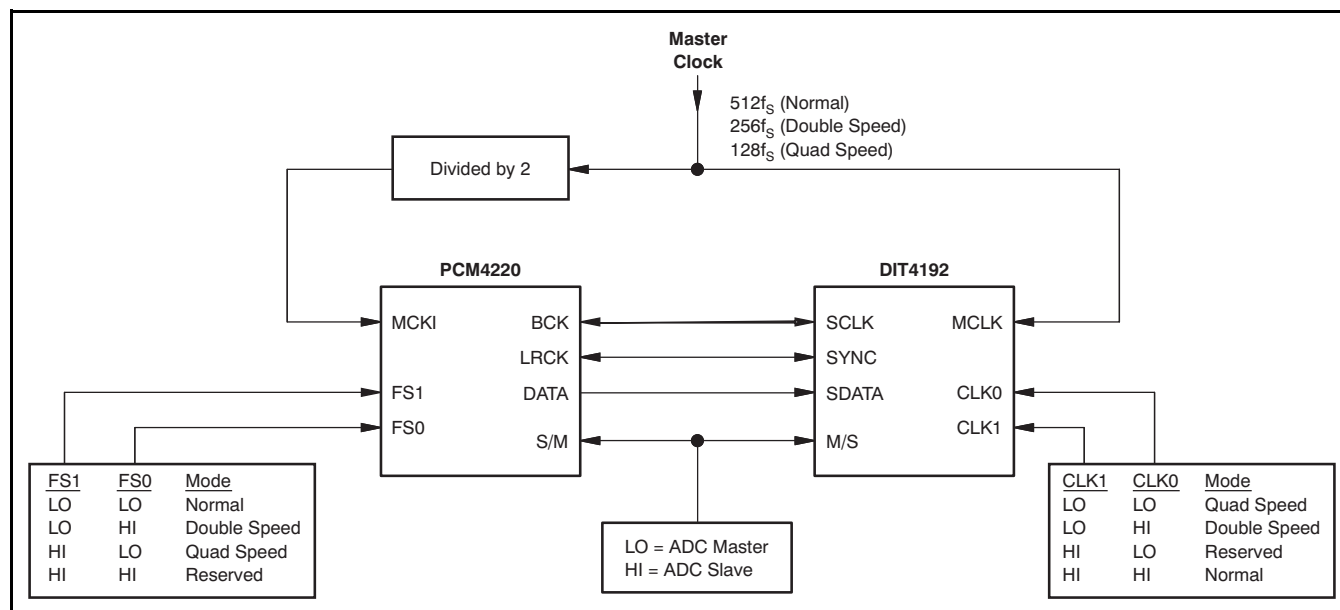 Master
Clock
512fS (Normal)
256fS (Double Speed)
128fS (Quad Speed)
Divided by 2
PCM4220
MCKI
BCK
LRCK
FS1
DATA
FS0
S/M
DIT4192
SCLK
MCLK
SYNC
SDATA
CLK0
M/S
CLK1
FS1 FS0 Mode
LO LO Normal
LO HI Double Speed
HI LO Quad Speed
HI HI Reserved
LO = ADC Master
HI = ADC Slave
CLK1 CLK0 Mode
LO LO Quad Speed
LO HI Double Speed
HI LO Reserved
HI HI Normal